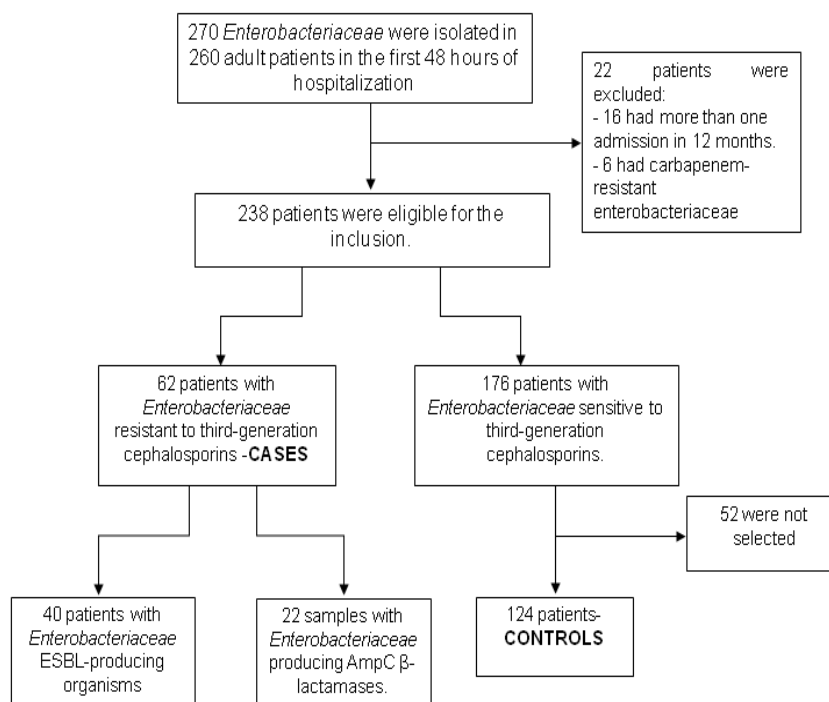 270 Enterobacteriaceae were isolated in
260 adult patients in the first 48 hours of
hospitalization
22 patients were
excluded:
- 16 had more than one
admission in 12 months.
- 6 had carbapenem-
resistant
enterobacteriaceae
238 patients were eligible for the
inclusion.
62 patients with
Enterobacteriaceae
resistant to third-generation
cephalosporins -CASES
176 patients with
Enterobacteriaceae sensitive to
third-generation
cephalosporins.
52 were not
selected
40 patients with
Enterobacteriaceae
ESBL-producing
organisms
22 samples with
Enterobacteriaceae
producing AmpC β-
lactamases.
124 patients-
CONTROLS